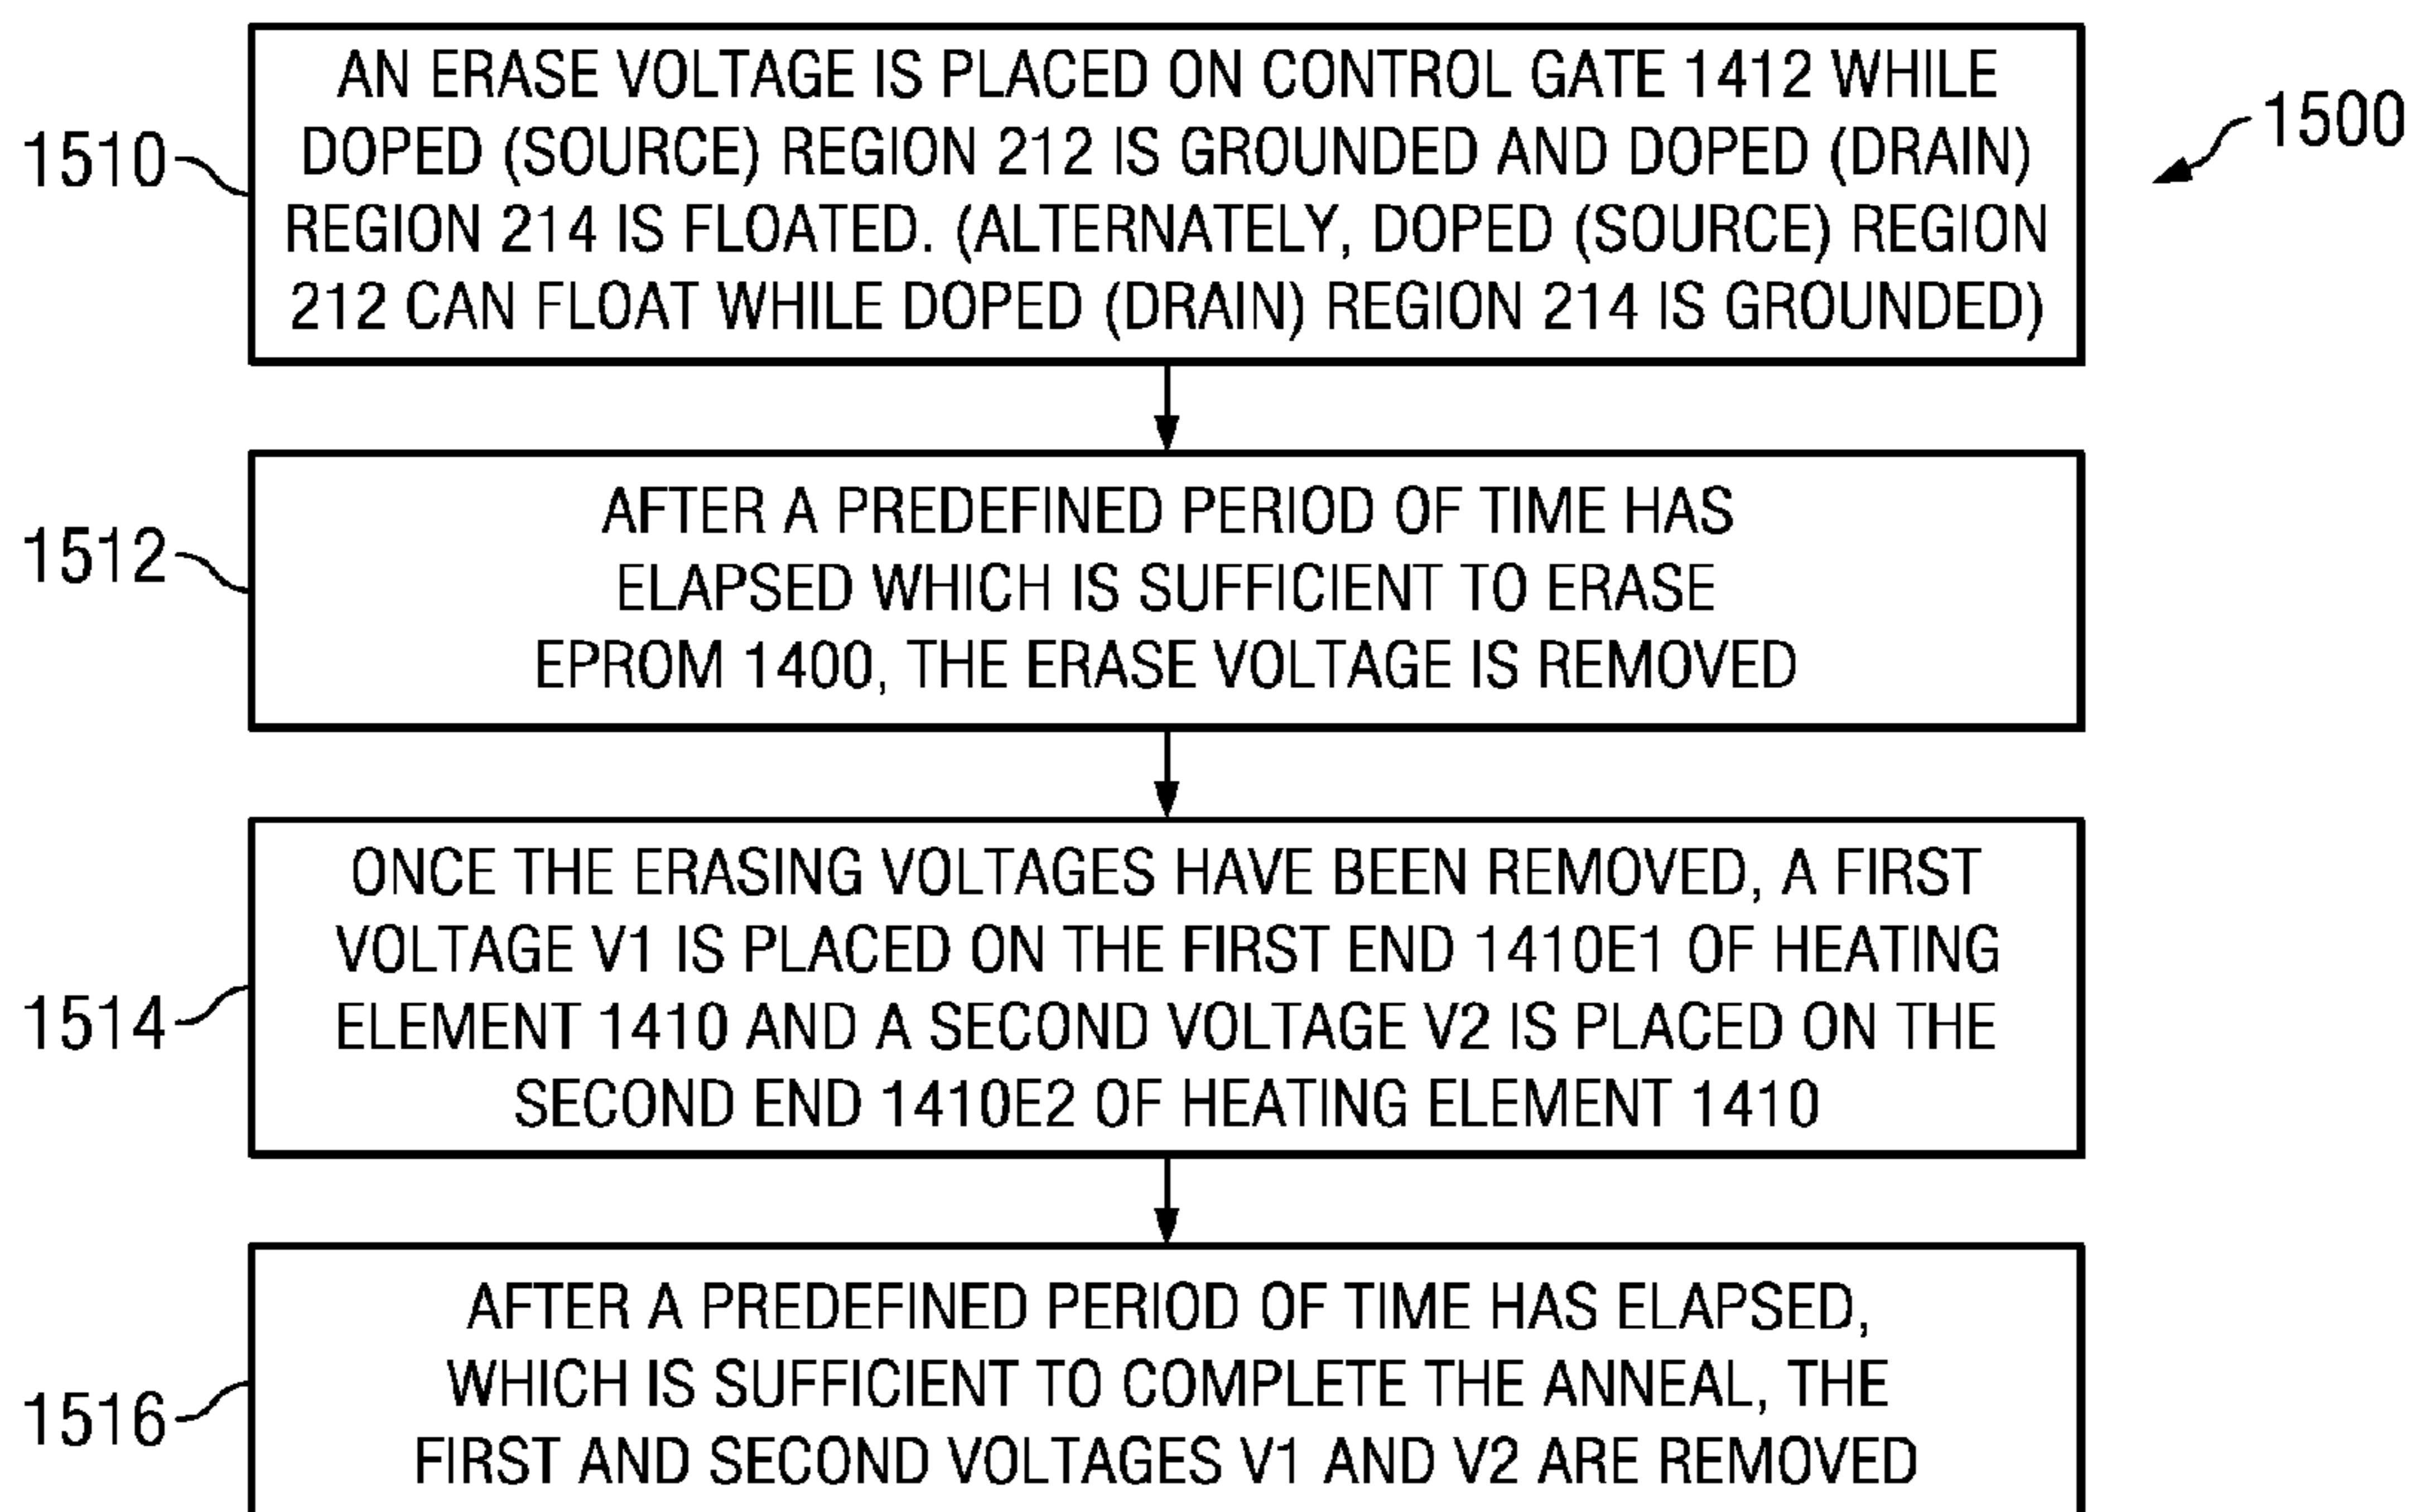 1500
1510
AN ERASE VOLTAGE IS PLACED ON CONTROL GATE 1412 WHILE
DOPED (SOURCE) REGION 212 IS GROUNDED AND DOPED (DRAIN)
REGION 214 IS FLOATED. (ALTERNATELY, DOPED (SOURCE) REGION
212 CAN FLOAT WHILE DOPED (DRAIN) REGION 214 IS GROUNDED)
1512
AFTER A PREDEFINED PERIOD OF TIME HAS
ELAPSED WHICH IS SUFFICIENT TO ERASE
EPROM 1400, THE ERASE VOLTAGE IS REMOVED
1514
ONCE THE ERASING VOLTAGES HAVE BEEN REMOVED, A FIRST
VOLTAGE V1 IS PLACED ON THE FIRST END 1410E1 OF HEATING
ELEMENT 1410 AND A SECOND VOLTAGE V2 IS PLACED ON THE
SECOND END 1410E2 OF HEATING ELEMENT 1410
1516
AFTER A PREDEFINED PERIOD OF TIME HAS ELAPSED,
WHICH IS SUFFICIENT TO COMPLETE THE ANNEAL, THE
FIRST AND SECOND VOLTAGES V1 AND V2 ARE REMOVED